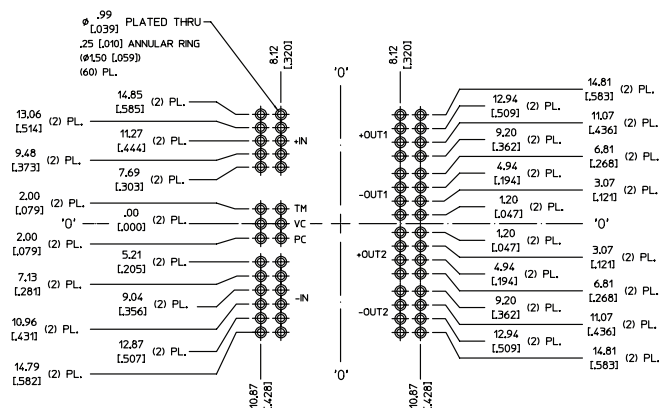 ø .99 [.039] PLATED THRU
.25 [.010] ANNULAR RING
(ø1.50 [.059])
(60) PL.
8.12 [.320]
8.12 [.320]
'0'
14.85 [.585] (2) PL.
13.06 [.514] (2) PL.
11.27 [.444] (2) PL.
+IN
9.48 [.373] (2) PL.
7.69 [.303] (2) PL.
2.00 [.079] (2) PL.
TM
'0'
.00 [.000] (2) PL.
VC
2.00 [.079] (2) PL.
PC
5.21 [.205] (2) PL.
7.13 [.281] (2) PL.
9.04 [.356] (2) PL.
-IN
10.96 [.431] (2) PL.
12.87 [.507] (2) PL.
14.79 [.582] (2) PL.
10.87 [.428]
14.81 [.583] (2) PL.
12.94 [.509] (2) PL.
11.07 [.436] (2) PL.
+OUT1
9.20 [.362] (2) PL.
6.81 [.268] (2) PL.
4.94 [.194] (2) PL.
3.07 [.121] (2) PL.
-OUT1
1.20 [.047] (2) PL.
'0'
1.20 [.047] (2) PL.
+OUT2
3.07 [.121] (2) PL.
4.94 [.194] (2) PL.
6.81 [.268] (2) PL.
9.20 [.362] (2) PL.
11.07 [.436] (2) PL.
-OUT2
12.94 [.509] (2) PL.
14.81 [.583] (2) PL.
'0'
10.87 [.428]